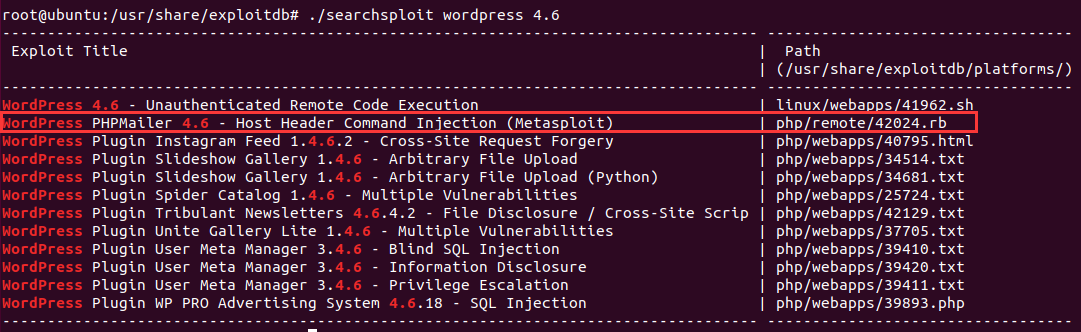 root@ubuntu:/usr/share/exploitdb# ./searchsploit wordpress 4.6
--------------------------------------------------------------------------------- ----------------------------------
Exploit Title | Path
| (/usr/share/exploitdb/platforms/)
--------------------------------------------------------------------------------- ----------------------------------
WordPress 4.6 - Unauthenticated Remote Code Execution | linux/webapps/41962.sh
WordPress PHPMailer 4.6 - Host Header Command Injection (Metasploit) | php/remote/42024.rb
WordPress Plugin Instagram Feed 1.4.6.2 - Cross-Site Request Forgery | php/webapps/40795.html
WordPress Plugin Slideshow Gallery 1.4.6 - Arbitrary File Upload | php/webapps/34514.txt
WordPress Plugin Slideshow Gallery 1.4.6 - Arbitrary File Upload (Python) | php/webapps/34681.txt
WordPress Plugin Spider Catalog 1.4.6 - Multiple Vulnerabilities | php/webapps/25724.txt
WordPress Plugin Tribulant Newsletters 4.6.4.2 - File Disclosure / Cross-Site Scrip | php/webapps/42129.txt
WordPress Plugin Unite Gallery Lite 1.4.6 - Multiple Vulnerabilities | php/webapps/37705.txt
WordPress Plugin User Meta Manager 3.4.6 - Blind SQL Injection | php/webapps/39410.txt
WordPress Plugin User Meta Manager 3.4.6 - Information Disclosure | php/webapps/39420.txt
WordPress Plugin User Meta Manager 3.4.6 - Privilege Escalation | php/webapps/39411.txt
WordPress Plugin WP PRO Advertising System 4.6.18 - SQL Injection | php/webapps/39893.php
--------------------------------------------------------------------------------- ----------------------------------